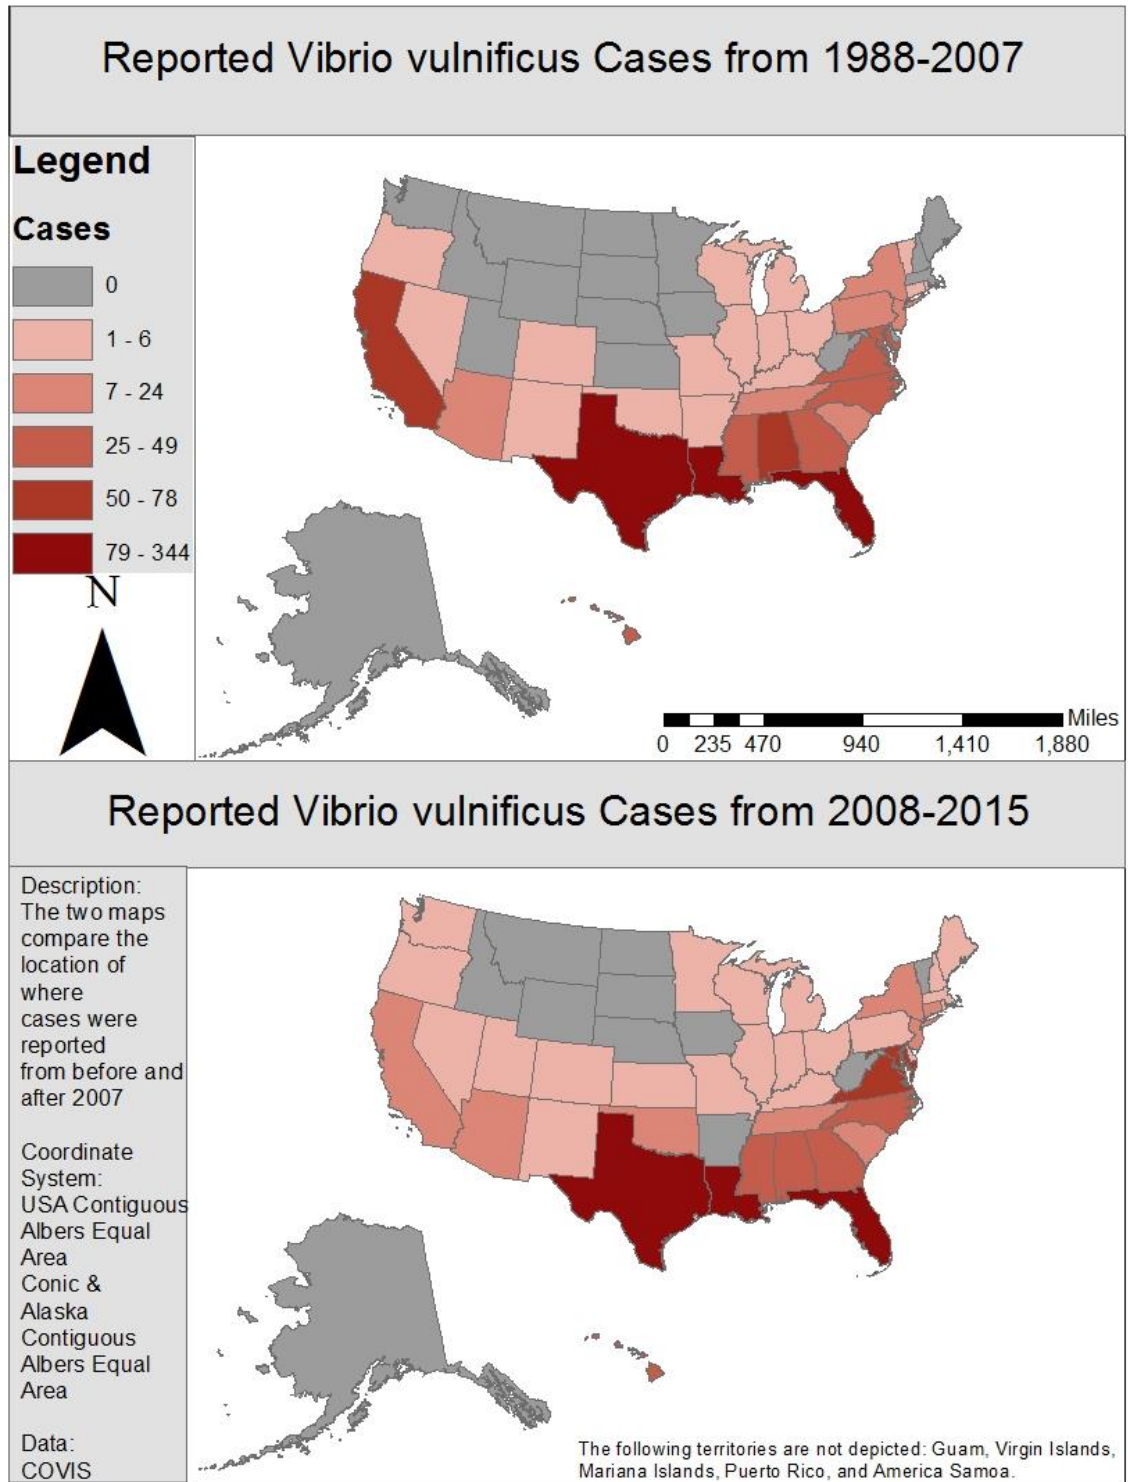 Reported Vibrio vulnificus Cases from 1988-2007
Legend
Cases
0
1 - 6
7 - 24
25 - 49
50 - 78
79 - 344
N
Miles
0 235 470 940 1,410 1,880
Reported Vibrio vulnificus Cases from 2008-2015
Description:
The two maps
compare the
location of
where
cases were
reported
from before and
after 2007
Coordinate
System:
USA Contiguous
Albers Equal
Area
Conic &
Alaska
Contiguous
Albers Equal
Area
Data:
COVIS
The following territories are not depicted: Guam, Virgin Islands,
Mariana Islands, Puerto Rico, and America Samoa.